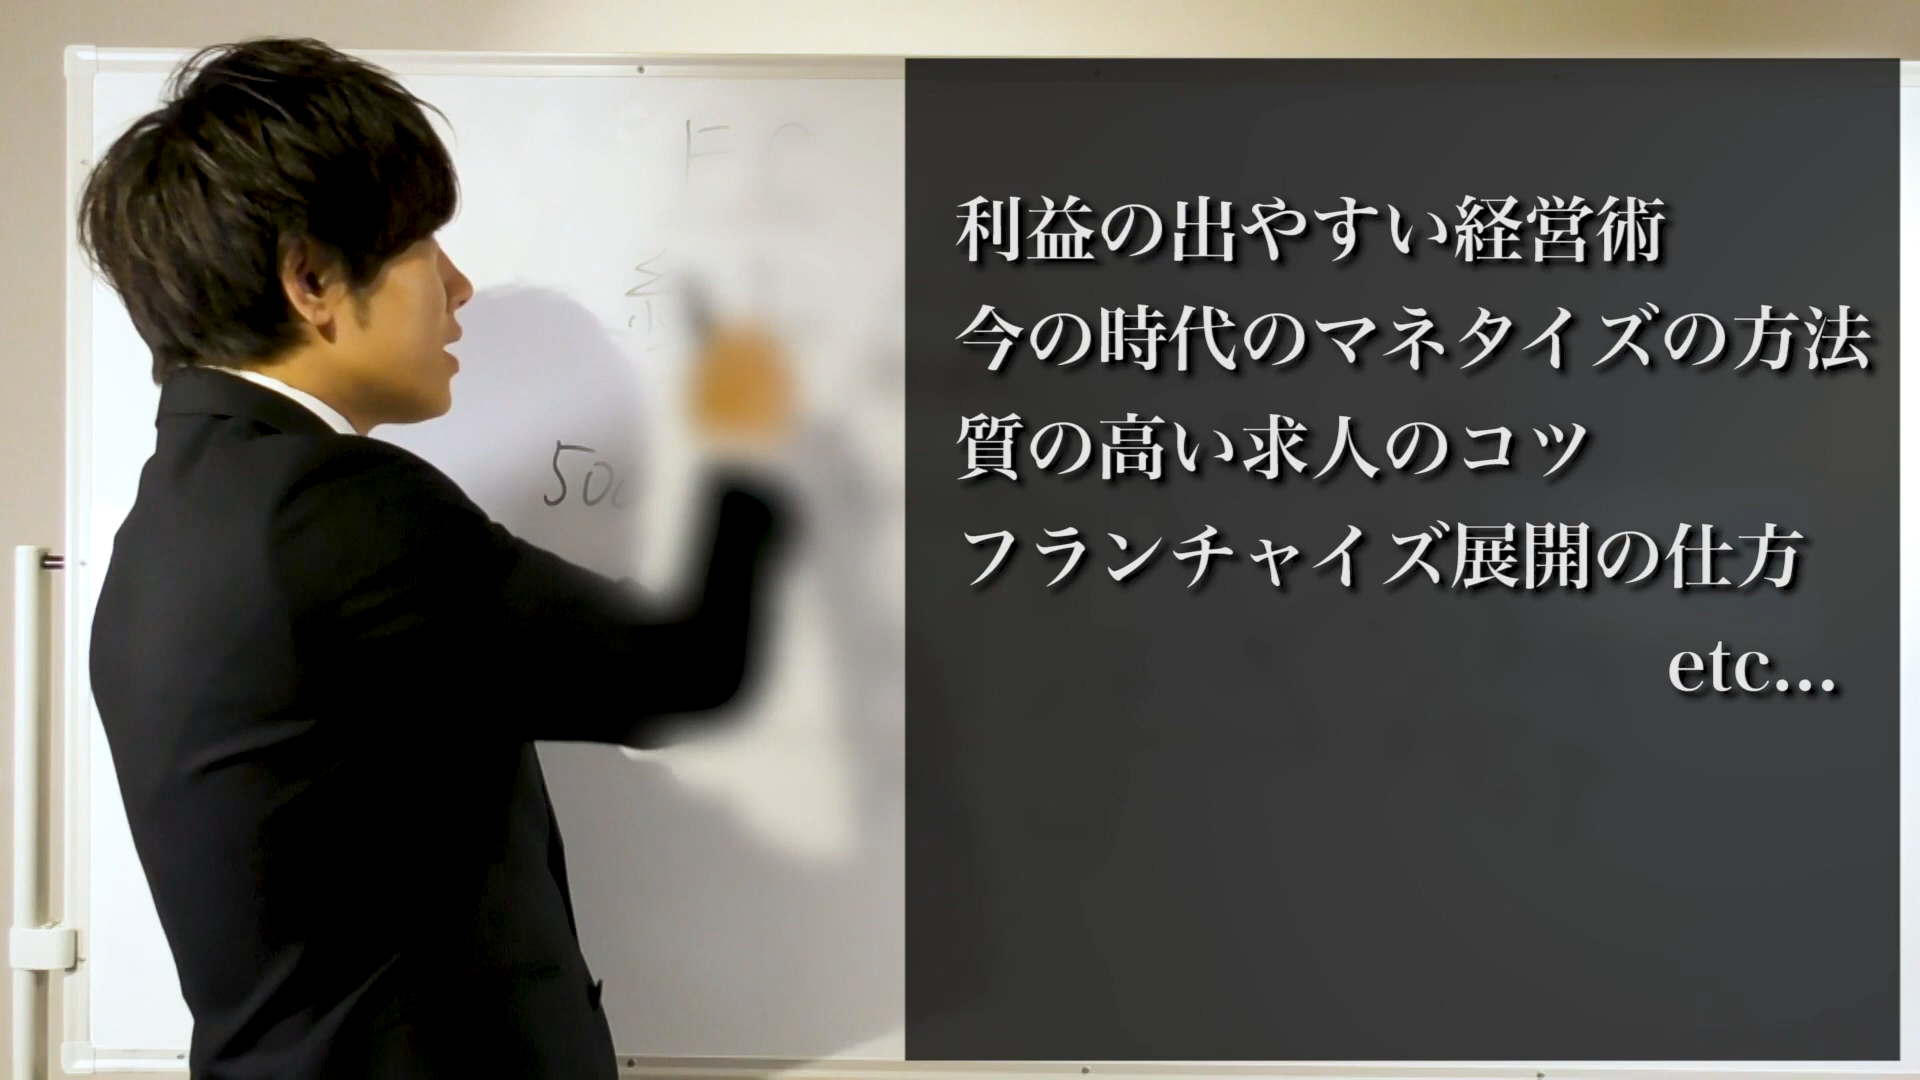 利益の出やすい経営術
今の時代のマネタイズの方法
質の高い求人のコツ
フランチャイズ展開の仕方
etc...